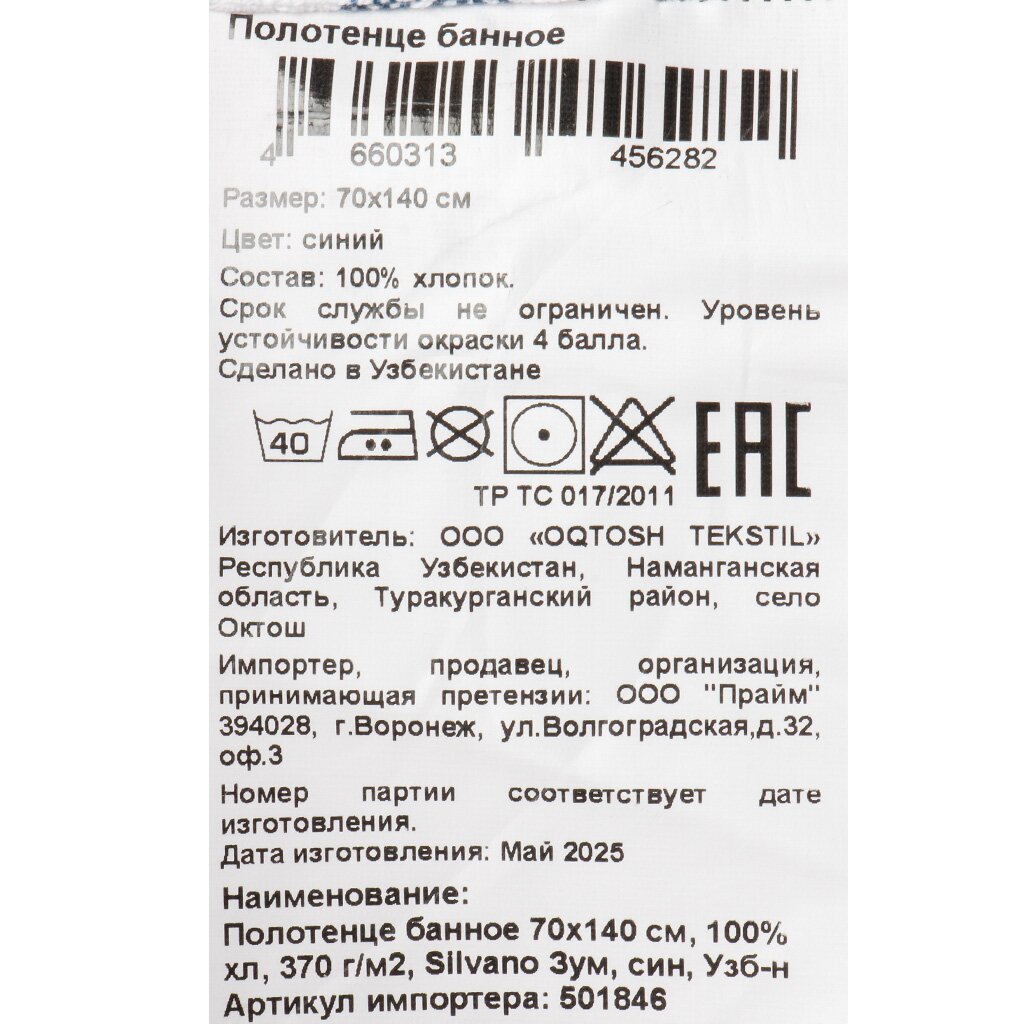 Полотенце банное
4 660313 456282
Размер: 70х140 см
Цвет: синий
Состав: 100% хлопок.
Срок службы не ограничен. Уровень
устойчивости окраски 4 балла.
Сделано в Узбекистане
40
EAC
ТР ТС 017/2011
Изготовитель: ООО «OQTOSH TEKSTIL»
Республика Узбекистан, Наманганская
область, Туракурганский район, село
Октош
Импортер, продавец, организация,
принимающая претензии: ООО "Прайм"
394028, г.Воронеж, ул.Волгоградская,д.32,
оф.3
Номер партии соответствует дате
изготовления.
Дата изготовления: Май 2025
Наименование:
Полотенце банное 70х140 см, 100%
хл, 370 г/м2, Silvano Зум, син, Узб-н
Артикул импортера: 501846